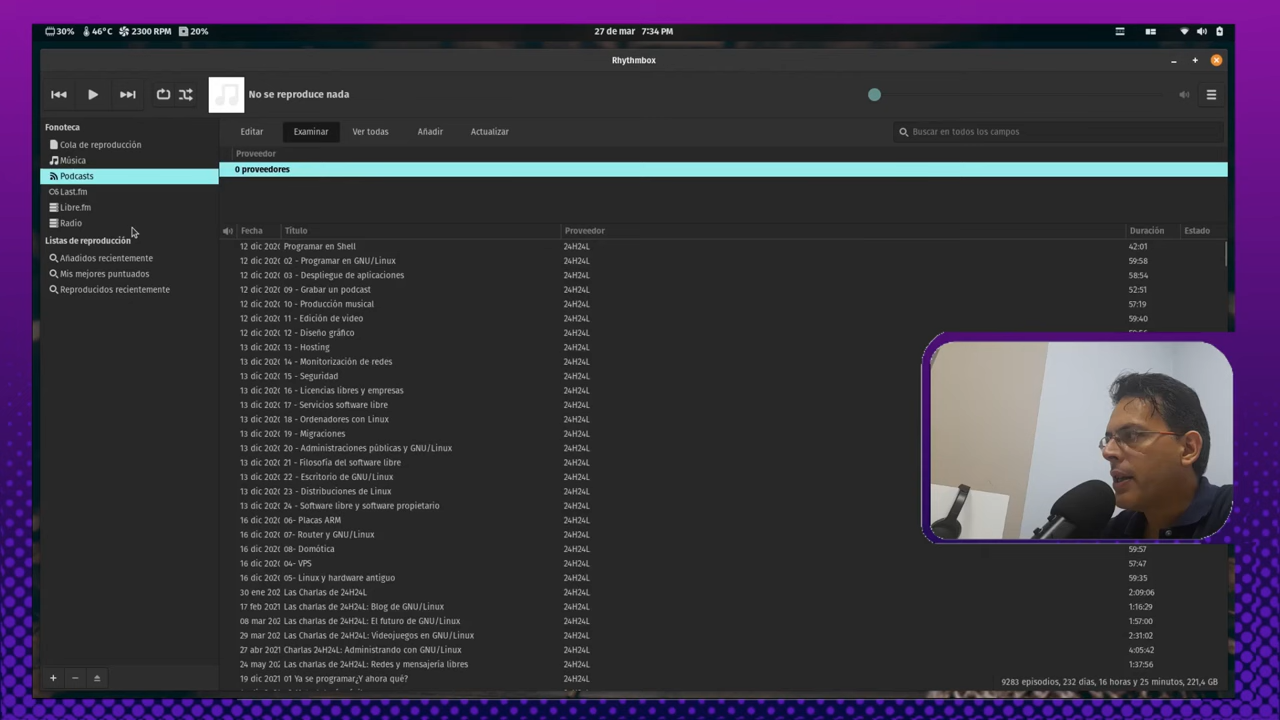 30% 46°C 2300 RPM 20% 27 de mar 7:34 PM
Rhythmbox
No se reproduce nada
Fonoteca
Cola de reproducción
Música
Podcasts
Last.fm
Libre.fm
Radio
Listas de reproducción
Añadidos recientemente
Mis mejores puntuados
Reproducidos recientemente
Editar Examinar Ver todas Añadir Actualizar Buscar en todos los campos
Proveedor
0 proveedores
Fecha Título Proveedor Duración Estado
12 dic 202 Programar en Shell 24H24L 42:01
12 dic 202 02 - Programar en GNU/Linux 24H24L 59:58
12 dic 202 03 - Despliegue de aplicaciones 24H24L 58:54
12 dic 202 09 - Grabar un podcast 24H24L 52:51
12 dic 202 10 - Producción musical 24H24L 57:19
12 dic 202 11 - Edición de video 24H24L 59:40
12 dic 202 12 - Diseño gráfico 24H24L
13 dic 202 13 - Hosting 24H24L
13 dic 202 14 - Monitorización de redes 24H24L
13 dic 202 15 - Seguridad 24H24L
13 dic 202 16 - Licencias libres y empresas 24H24L
13 dic 202 17 - Servicios software libre 24H24L
13 dic 202 18 - Ordenadores con Linux 24H24L
13 dic 202 19 - Migraciones 24H24L
13 dic 202 20 - Administraciones públicas y GNU/Linux 24H24L
13 dic 202 21 - Filosofía del software libre 24H24L
13 dic 202 22 - Escritorio de GNU/Linux 24H24L
13 dic 202 23 - Distribuciones de Linux 24H24L
13 dic 202 24 - Software libre y software propietario 24H24L
16 dic 202 06- Placas ARM 24H24L
16 dic 202 07- Router y GNU/Linux 24H24L
16 dic 202 08- Domótica 24H24L 59:57
16 dic 202 04- VPS 24H24L 57:47
16 dic 202 05- Linux y hardware antiguo 24H24L 59:35
30 ene 202 Las Charlas de 24H24L 24H24L 2:09:06
17 feb 2021 Las charlas de 24H24L: Blog de GNU/Linux 24H24L 1:16:29
08 mar 202 Las Charlas de 24H24L: El futuro de GNU/Linux 24H24L 1:57:00
29 mar 202 Las Charlas de 24H24L: Videojuegos en GNU/Linux 24H24L 2:31:02
27 abr 2021 Charlas 24H24L: Administrando con GNU/Linux 24H24L 4:05:42
24 may 202 Las charlas de 24H24L: Redes y mensajería libres 24H24L 1:37:56
19 dic 2021 01 Ya se programar¿Y ahora qué? 24H24L
9283 episodios, 232 días, 16 horas y 25 minutos, 221,4 GB